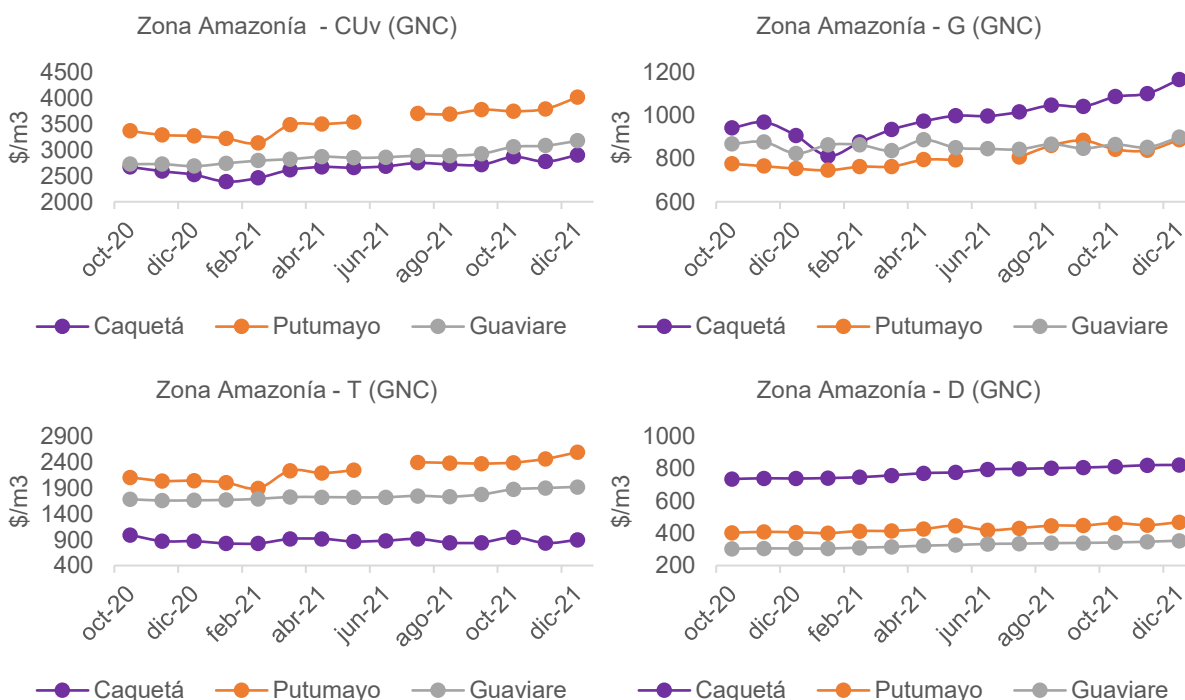 Zona Amazonía  - CUv (GNC)
$/m3
4500
4000
3500
3000
2500
2000
oct-20
dic-20
feb-21
abr-21
jun-21
ago-21
oct-21
dic-21
Caquetá
Putumayo
Guaviare
Zona Amazonía - G (GNC)
$/m3
1200
1000
800
600
oct-20
dic-20
feb-21
abr-21
jun-21
ago-21
oct-21
dic-21
Caquetá
Putumayo
Guaviare
Zona Amazonía - T (GNC)
$/m3
2900
2400
1900
1400
900
400
oct-20
dic-20
feb-21
abr-21
jun-21
ago-21
oct-21
dic-21
Caquetá
Putumayo
Guaviare
Zona Amazonía - D (GNC)
$/m3
1000
800
600
400
200
oct-20
dic-20
feb-21
abr-21
jun-21
ago-21
oct-21
dic-21
Caquetá
Putumayo
Guaviare